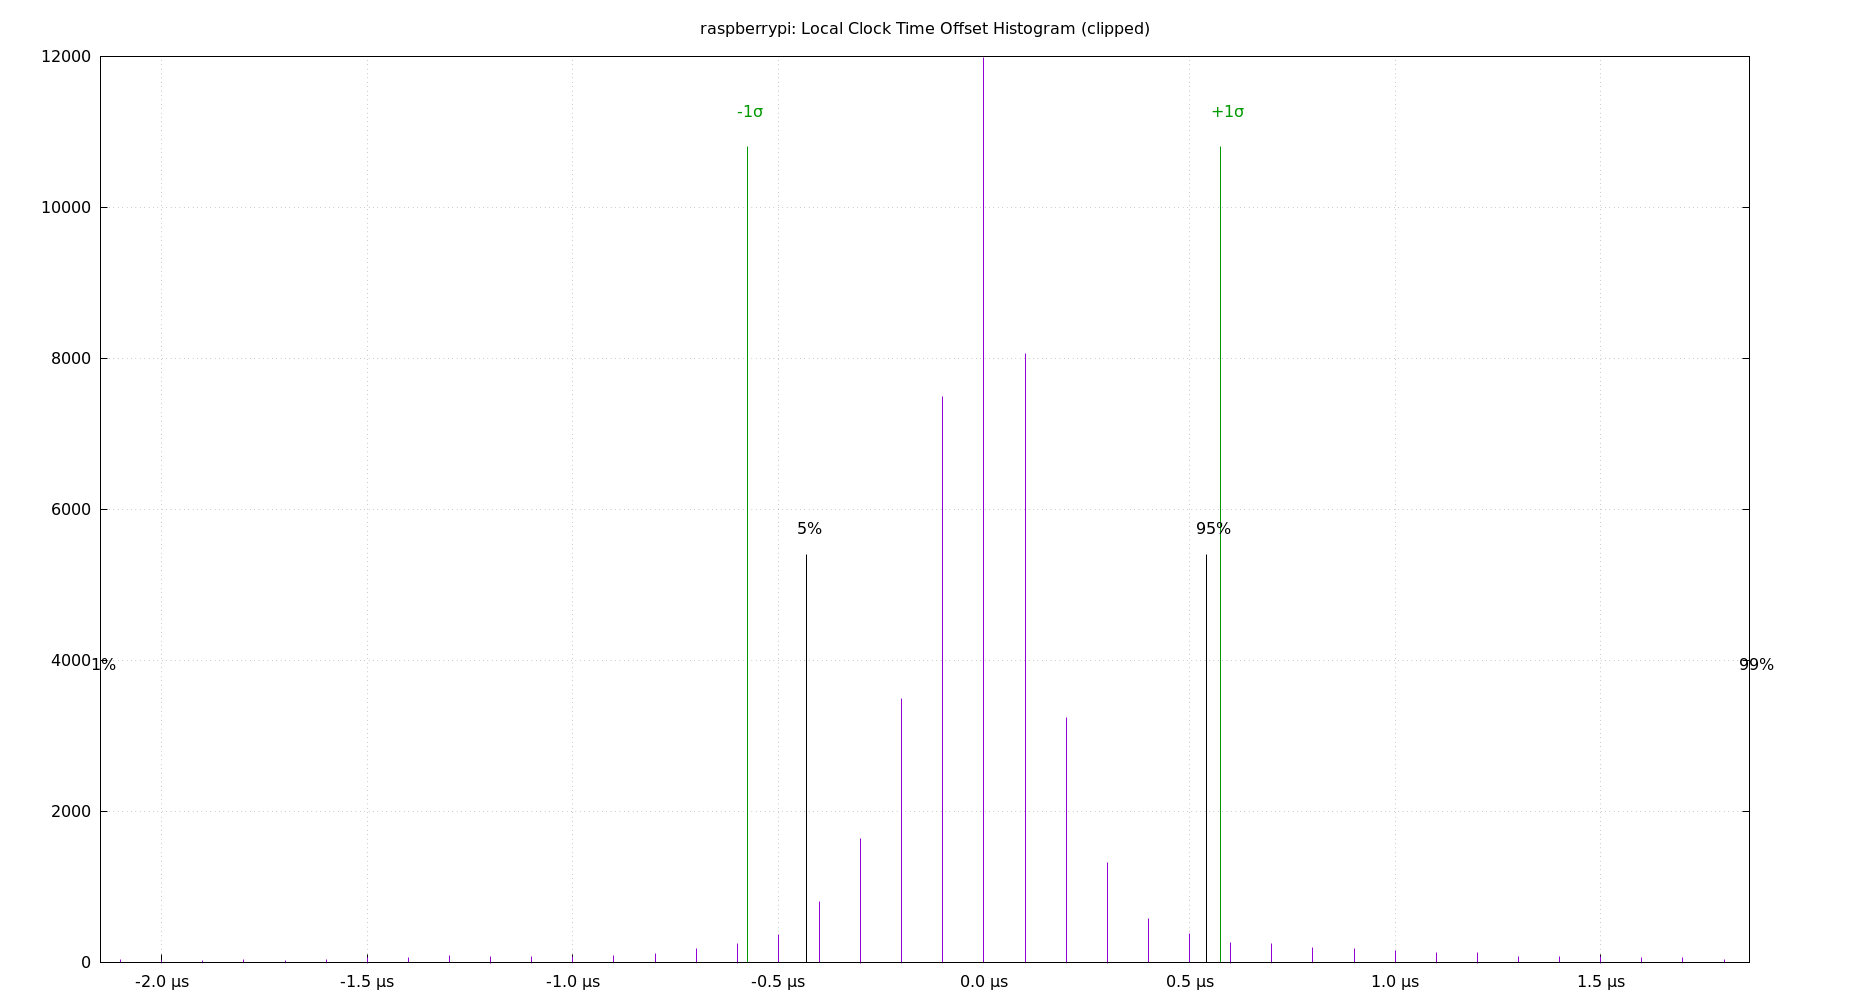 raspberrypi: Local Clock Time Offset Histogram (clipped)
12000
-1σ
+1σ
10000
8000
6000
5%
95%
4000
1%
99%
2000
0
-2.0 µs
-1.5 µs
-1.0 µs
-0.5 µs
0.0 µs
0.5 µs
1.0 µs
1.5 µs